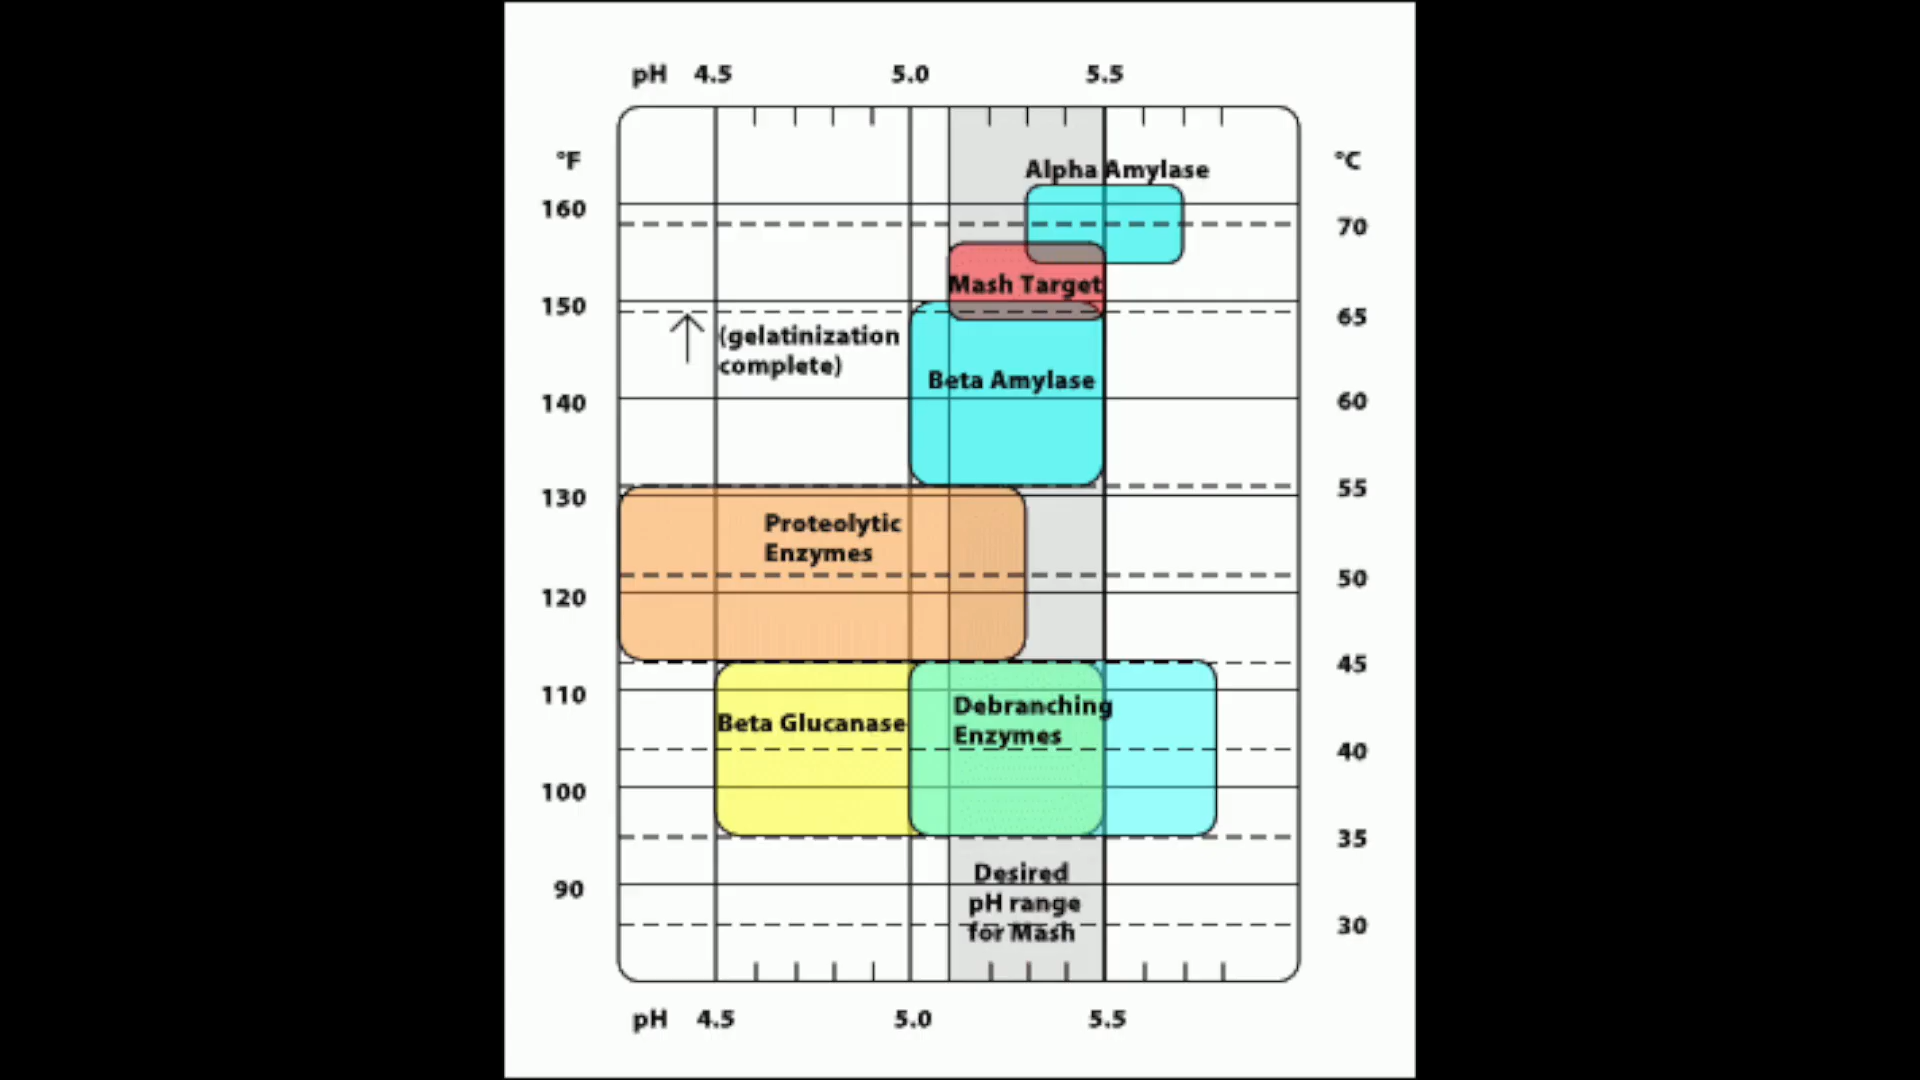 pH 4.5 5.0 5.5
°F °C
Alpha Amylase
160
70
Mash Target
150
65
(gelatinization
complete)
Beta Amylase
140 60
130 55
Proteolytic
Enzymes
50
120
45
110
Debranching
Enzymes
Beta Glucanase
40
100
35
Desired
pH range
for Mash
90
30
pH 4.5 5.0 5.5